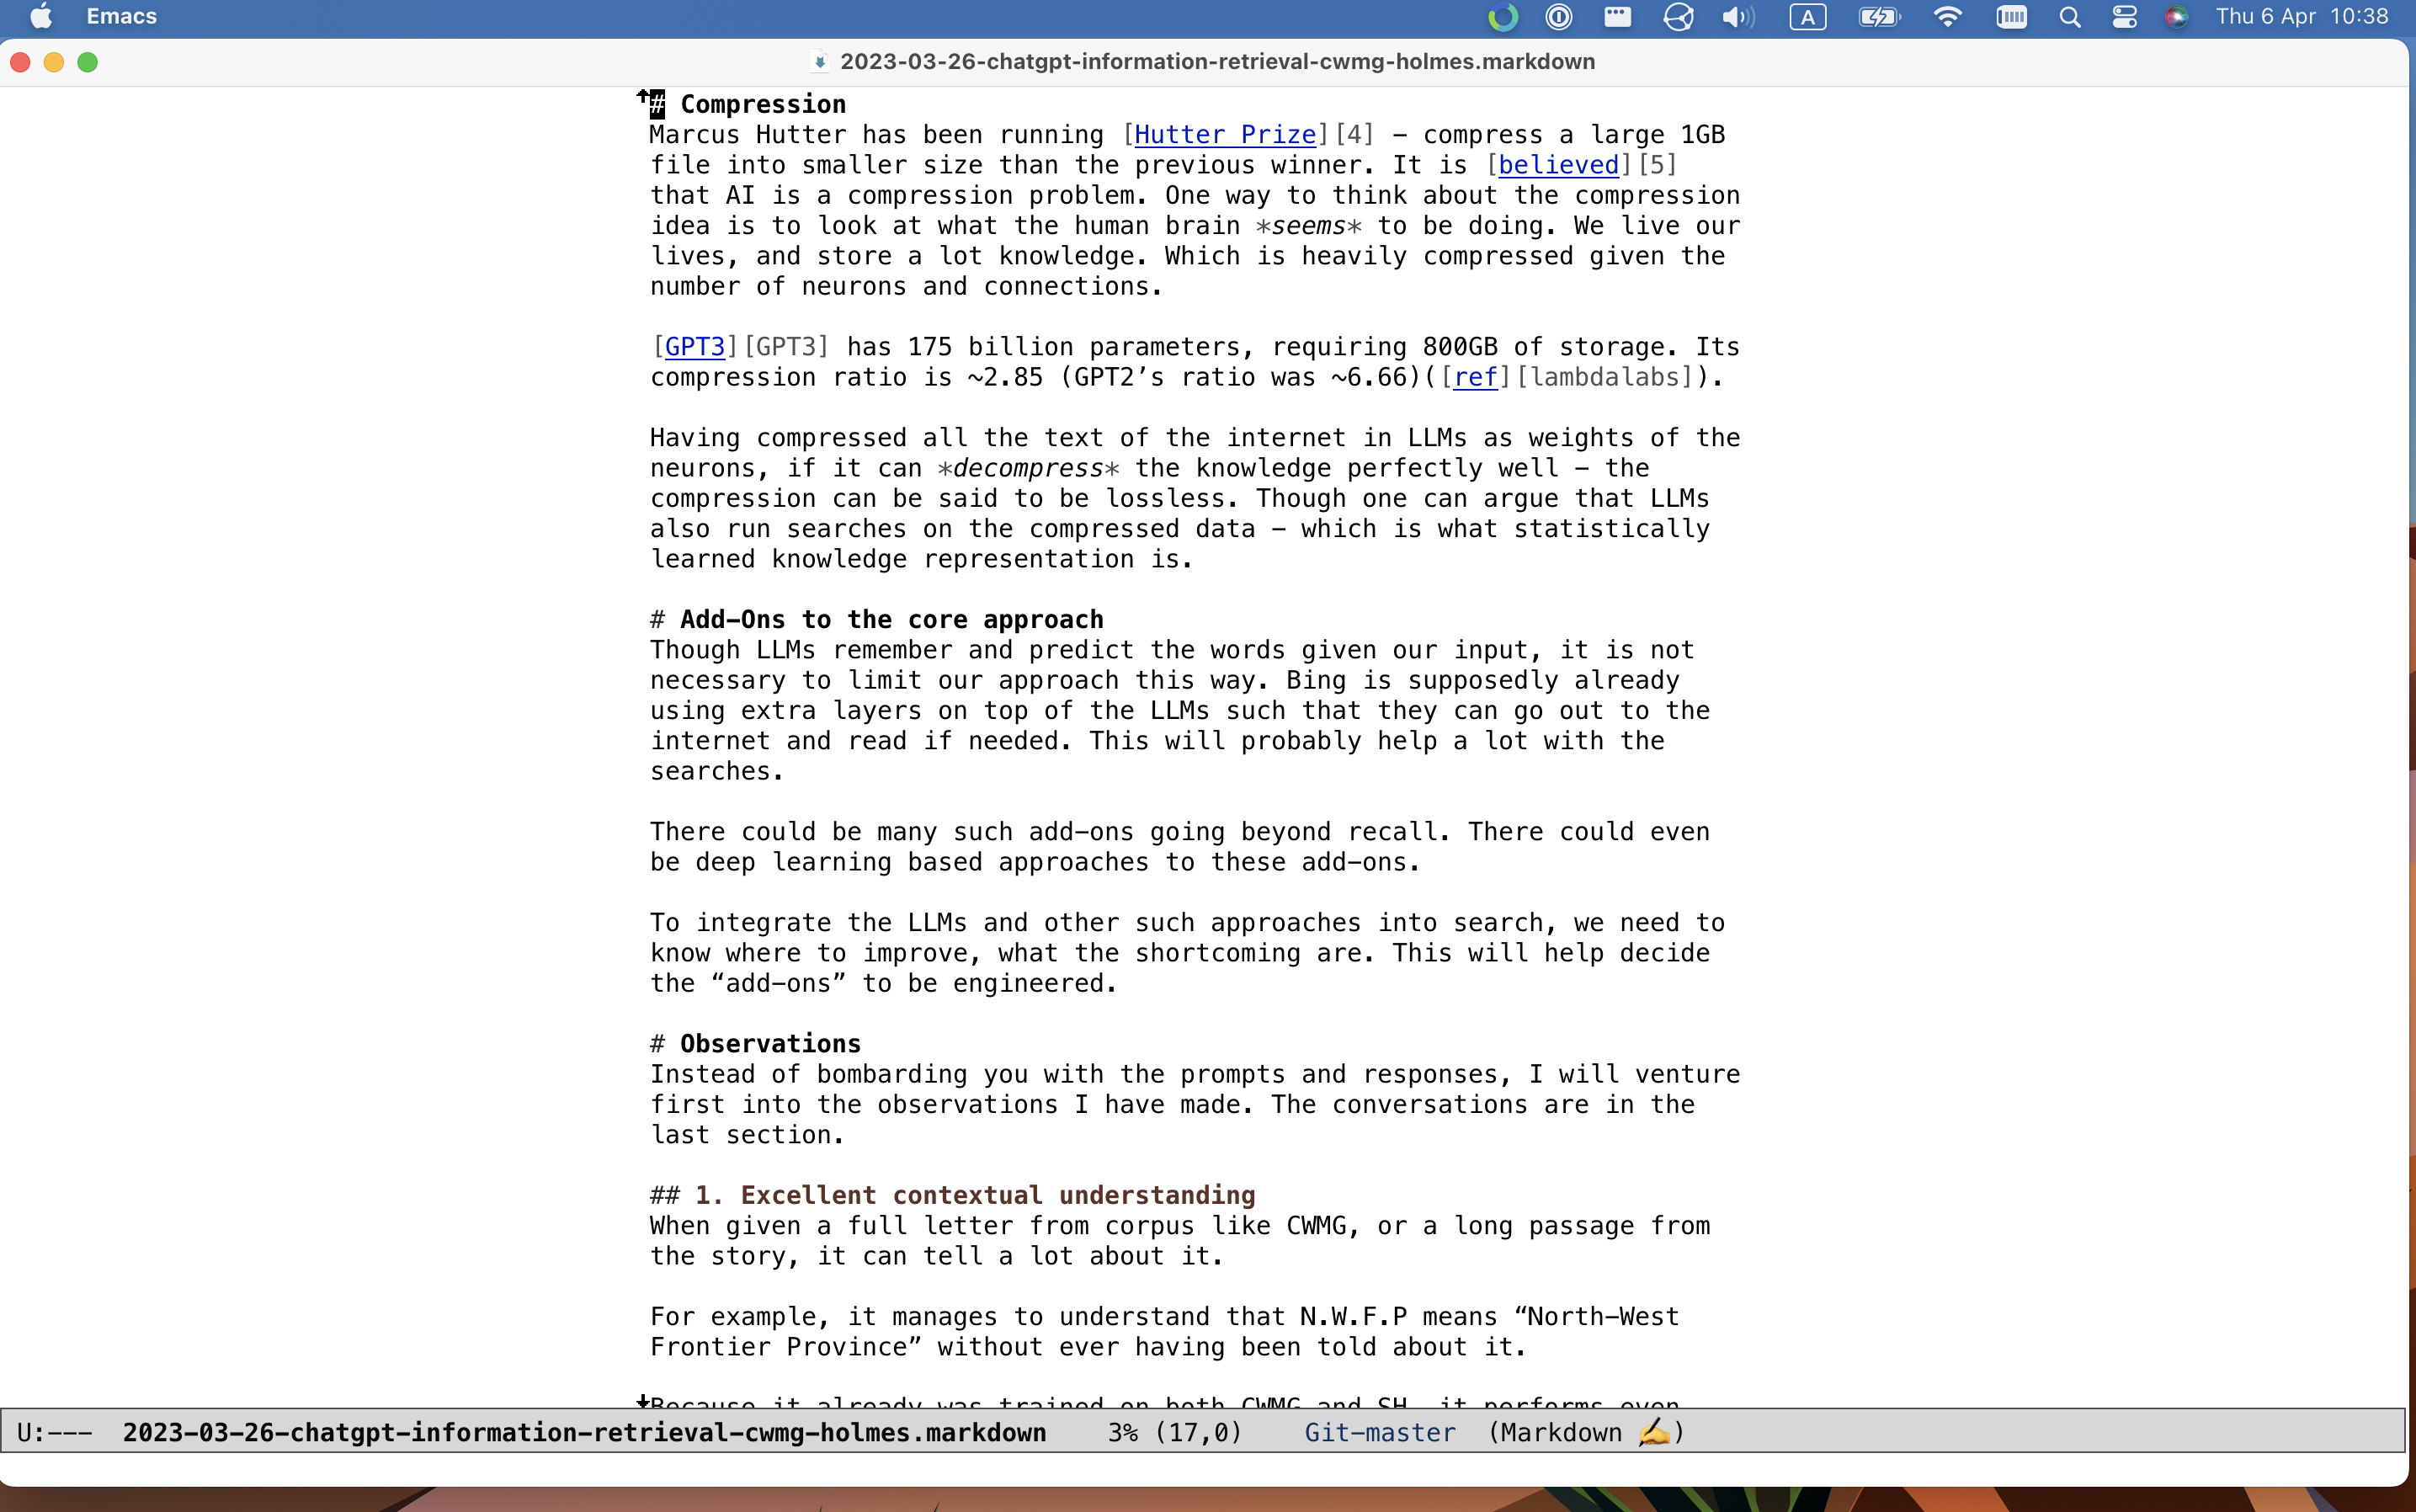 Emacs
A
Thu 6 Apr 10:38
2023-03-26-chatgpt-information-retrieval-cwmg-holmes.markdown
# Compression
Marcus Hutter has been running [Hutter Prize][4] – compress a large 1GB
file into smaller size than the previous winner. It is [believed][5]
that AI is a compression problem. One way to think about the compression
idea is to look at what the human brain *seems* to be doing. We live our
lives, and store a lot knowledge. Which is heavily compressed given the
number of neurons and connections.
[GPT3][GPT3] has 175 billion parameters, requiring 800GB of storage. Its
compression ratio is ~2.85 (GPT2’s ratio was ~6.66)([ref][lambdalabs]).
Having compressed all the text of the internet in LLMs as weights of the
neurons, if it can *decompress* the knowledge perfectly well – the
compression can be said to be lossless. Though one can argue that LLMs
also run searches on the compressed data – which is what statistically
learned knowledge representation is.
# Add-Ons to the core approach
Though LLMs remember and predict the words given our input, it is not
necessary to limit our approach this way. Bing is supposedly already
using extra layers on top of the LLMs such that they can go out to the
internet and read if needed. This will probably help a lot with the
searches.
There could be many such add-ons going beyond recall. There could even
be deep learning based approaches to these add-ons.
To integrate the LLMs and other such approaches into search, we need to
know where to improve, what the shortcoming are. This will help decide
the “add-ons” to be engineered.
# Observations
Instead of bombarding you with the prompts and responses, I will venture
first into the observations I have made. The conversations are in the
last section.
## 1. Excellent contextual understanding
When given a full letter from corpus like CWMG, or a long passage from
the story, it can tell a lot about it.
For example, it manages to understand that N.W.F.P means “North-West
Frontier Province” without ever having been told about it.
Because it already was trained on both CWMG and SH, it performs even
U:--- 2023-03-26-chatgpt-information-retrieval-cwmg-holmes.markdown 3% (17,0) Git-master (Markdown ✍️)